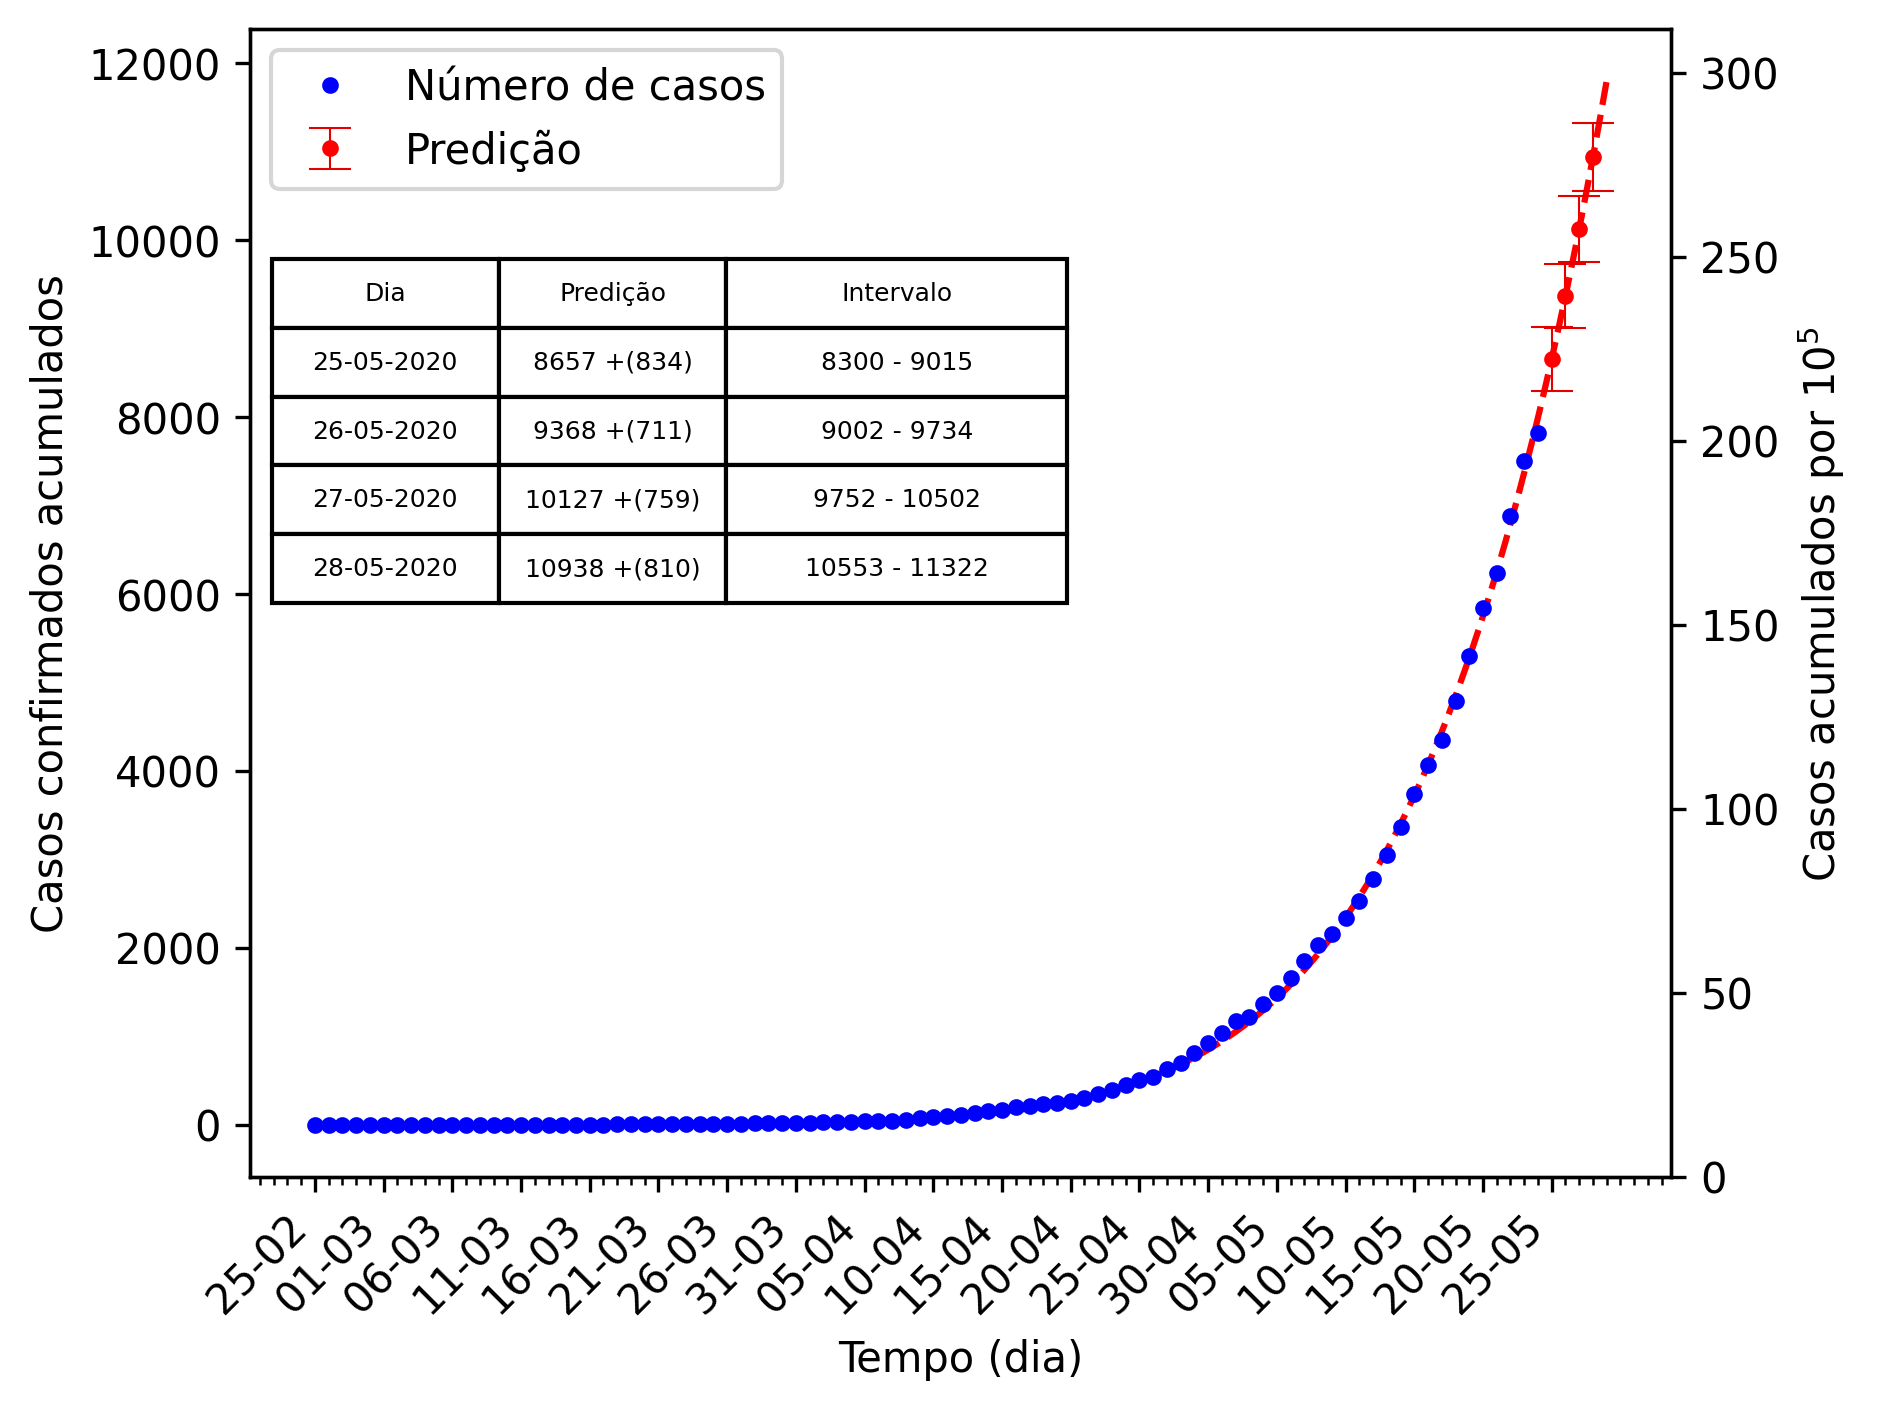 Número de casos
Predição
Dia Predição Intervalo
25-05-2020 8657 +(834) 8300 - 9015
26-05-2020 9368 +(711) 9002 - 9734
27-05-2020 10127 +(759) 9752 - 10502
28-05-2020 10938 +(810) 10553 - 11322
Casos confirmados acumulados
12000
10000
8000
6000
4000
2000
0
300
250
200
150
100
50
0
Casos acumulados por 10⁵
25-02 01-03 06-03 11-03 16-03 21-03 26-03 31-03 05-04 10-04 15-04 20-04 25-04 30-04 05-05 10-05 15-05 20-05 25-05
Tempo (dia)